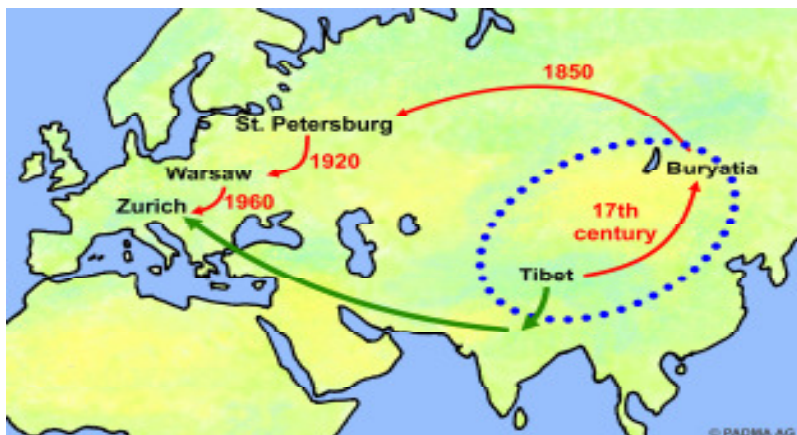 1850
St. Petersburg
1920
Warsaw
Buryatia
Zurich
1960
17th
century
Tibet
© PADMA AG